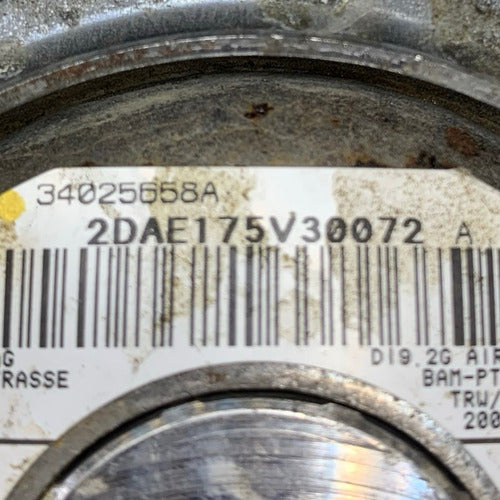 34025658A
2DAE175V30072 A
G DI9.2G AIR
RASSE BAM-PT
TRW/
200